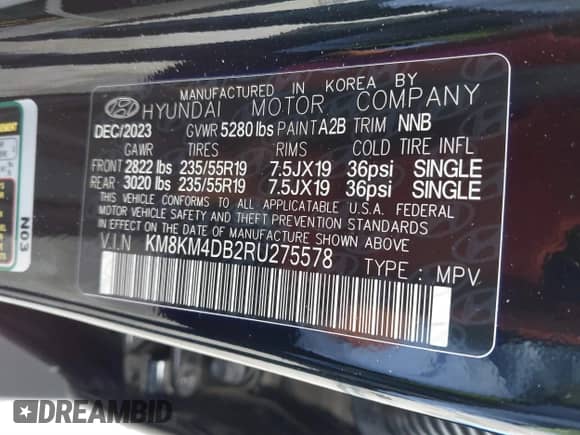 MANUFACTURED IN KOREA BY
HYUNDAI MOTOR COMPANY
DEC/2023 GVWR 5280 lbs PAINT A2B TRIM NNB
GAWR TIRES RIMS COLD TIRE INFL
FRONT 2822 lbs 235/55R19 7.5JX19 36psi SINGLE
REAR 3020 lbs 235/55R19 7.5JX19 36psi SINGLE
THIS VEHICLE CONFORMS TO ALL APPLICABLE U.S.A. FEDERAL
MOTOR VEHICLE SAFETY AND THEFT PREVENTION STANDARDS
IN EFFECT ON THE DATE OF MANUFACTURE SHOWN ABOVE.
V.I.N KM8KM4DB2RU275578
TYPE : MPV
N03
DREAMBID